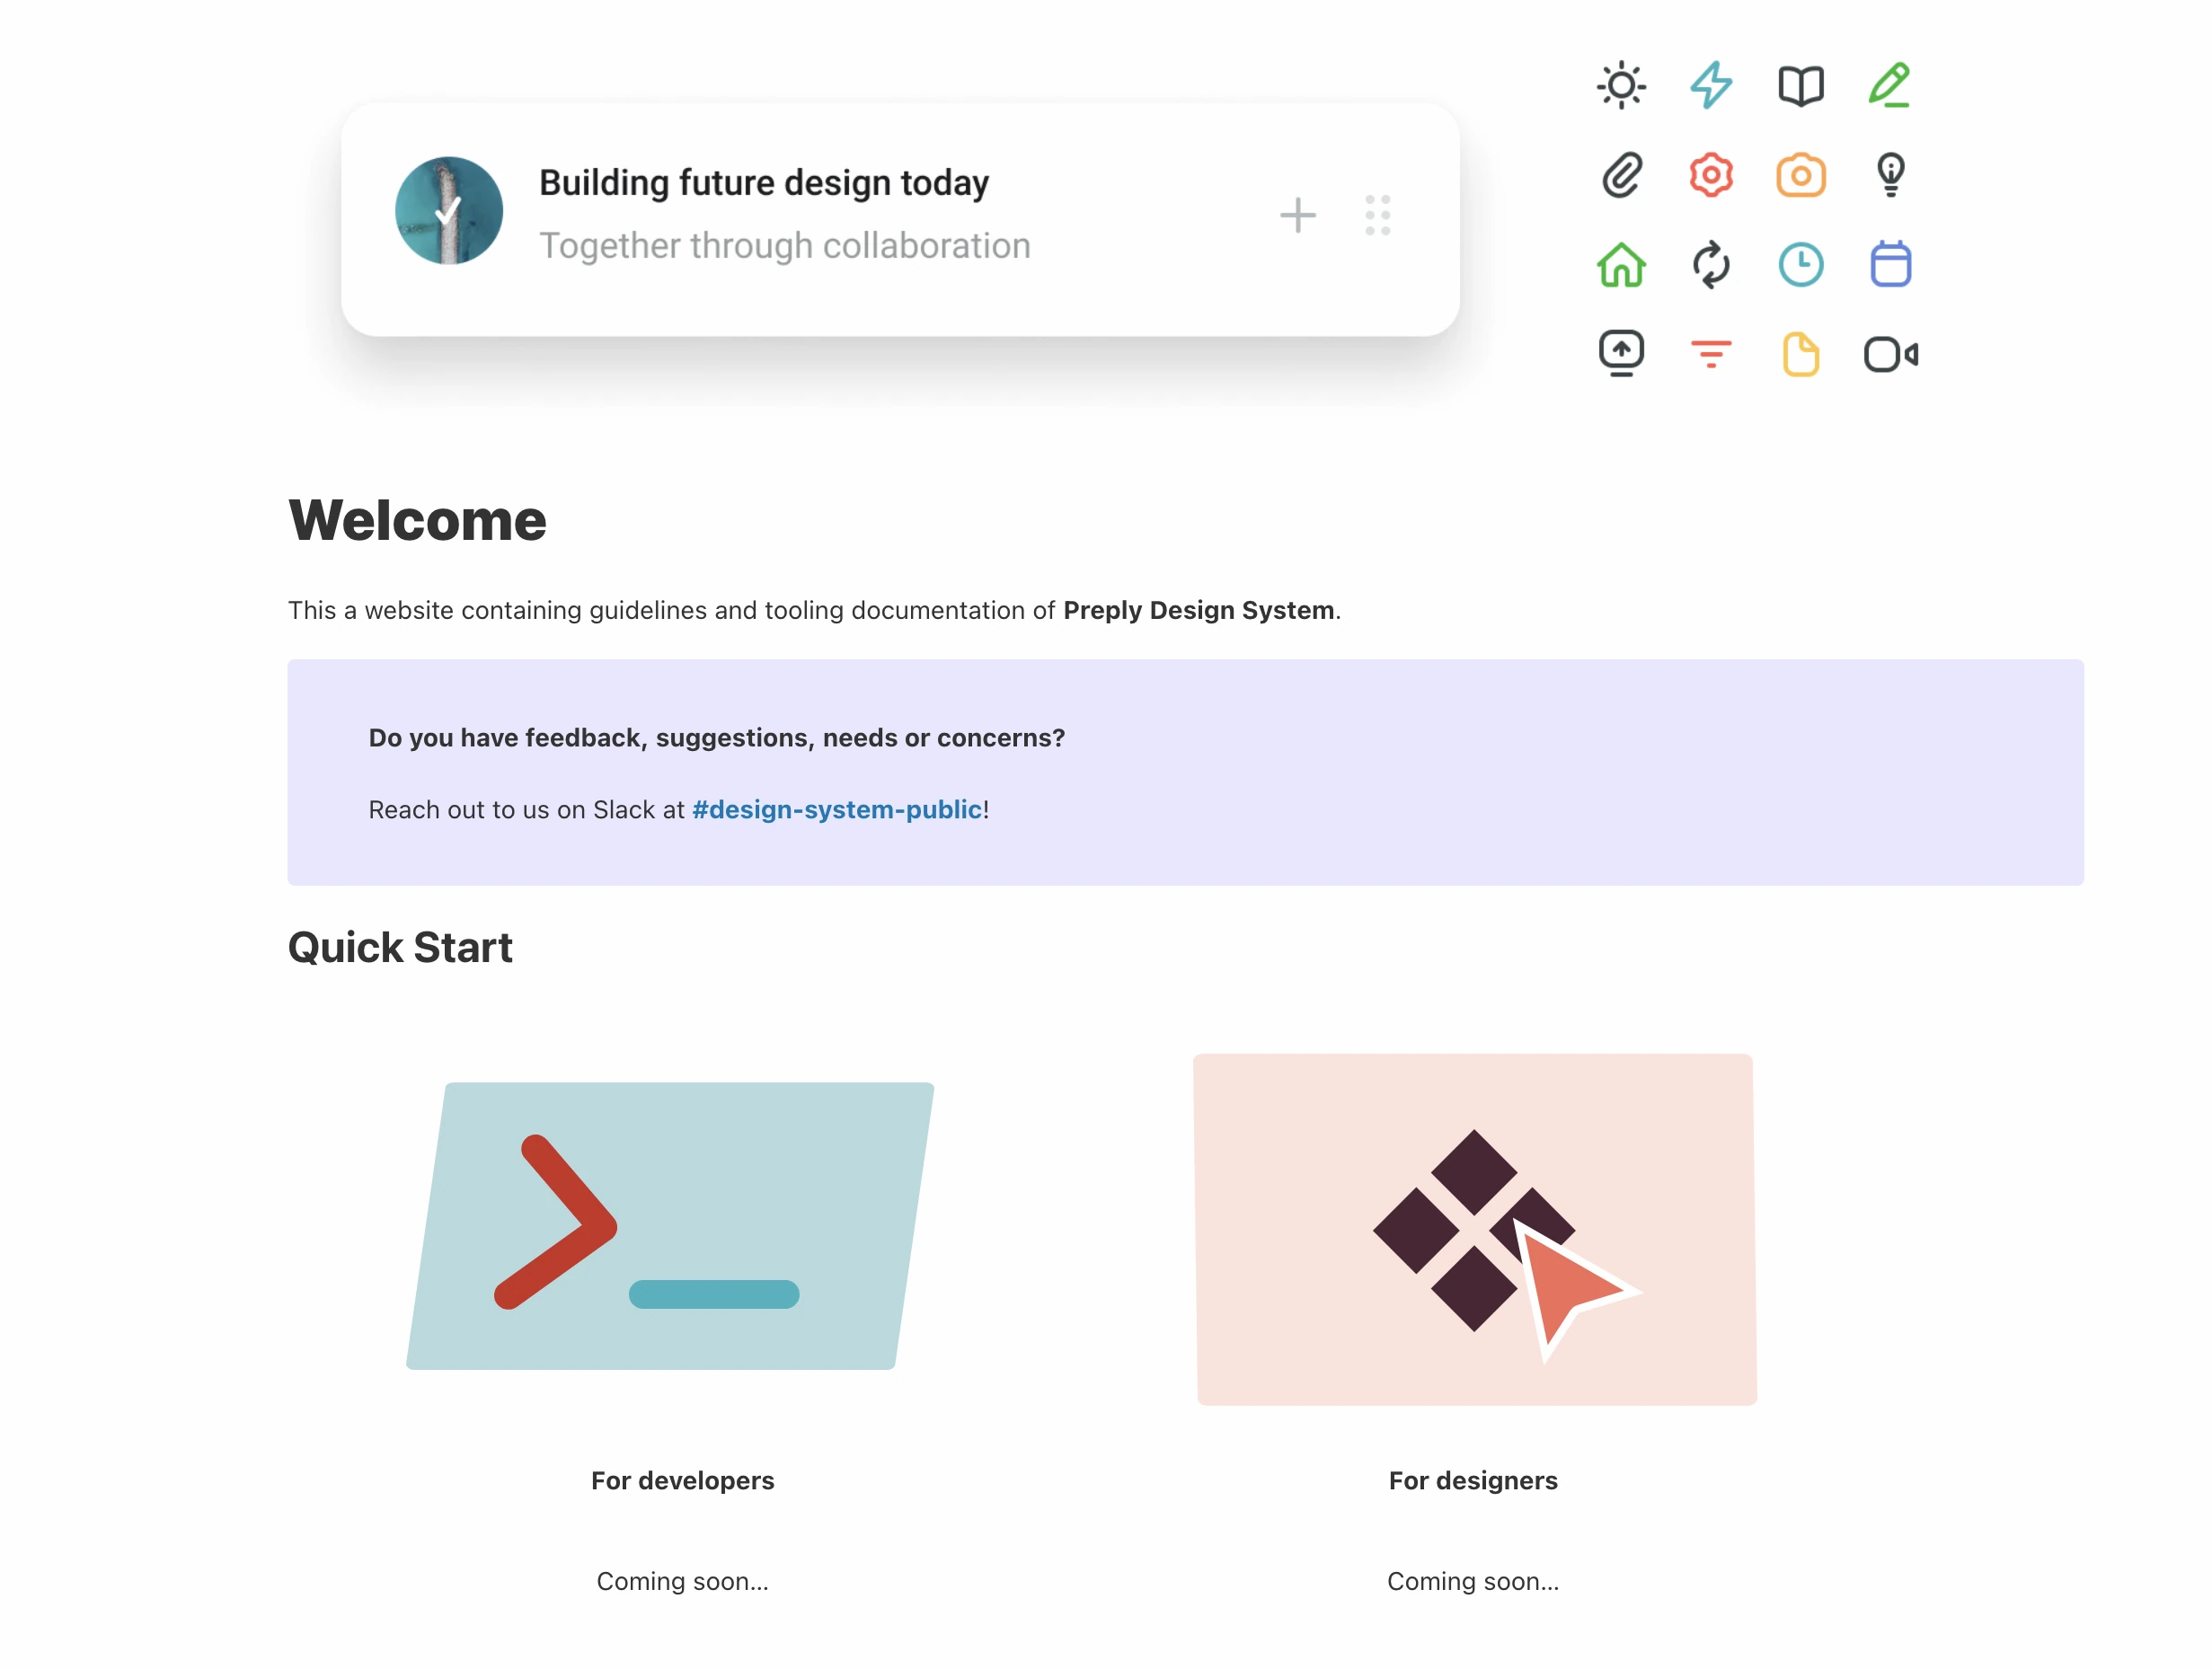 Building future design today
Together through collaboration
Welcome
This a website containing guidelines and tooling documentation of Preply Design System.
Do you have feedback, suggestions, needs or concerns?
Reach out to us on Slack at #design-system-public!
Quick Start
For developers
For designers
Coming soon...
Coming soon...